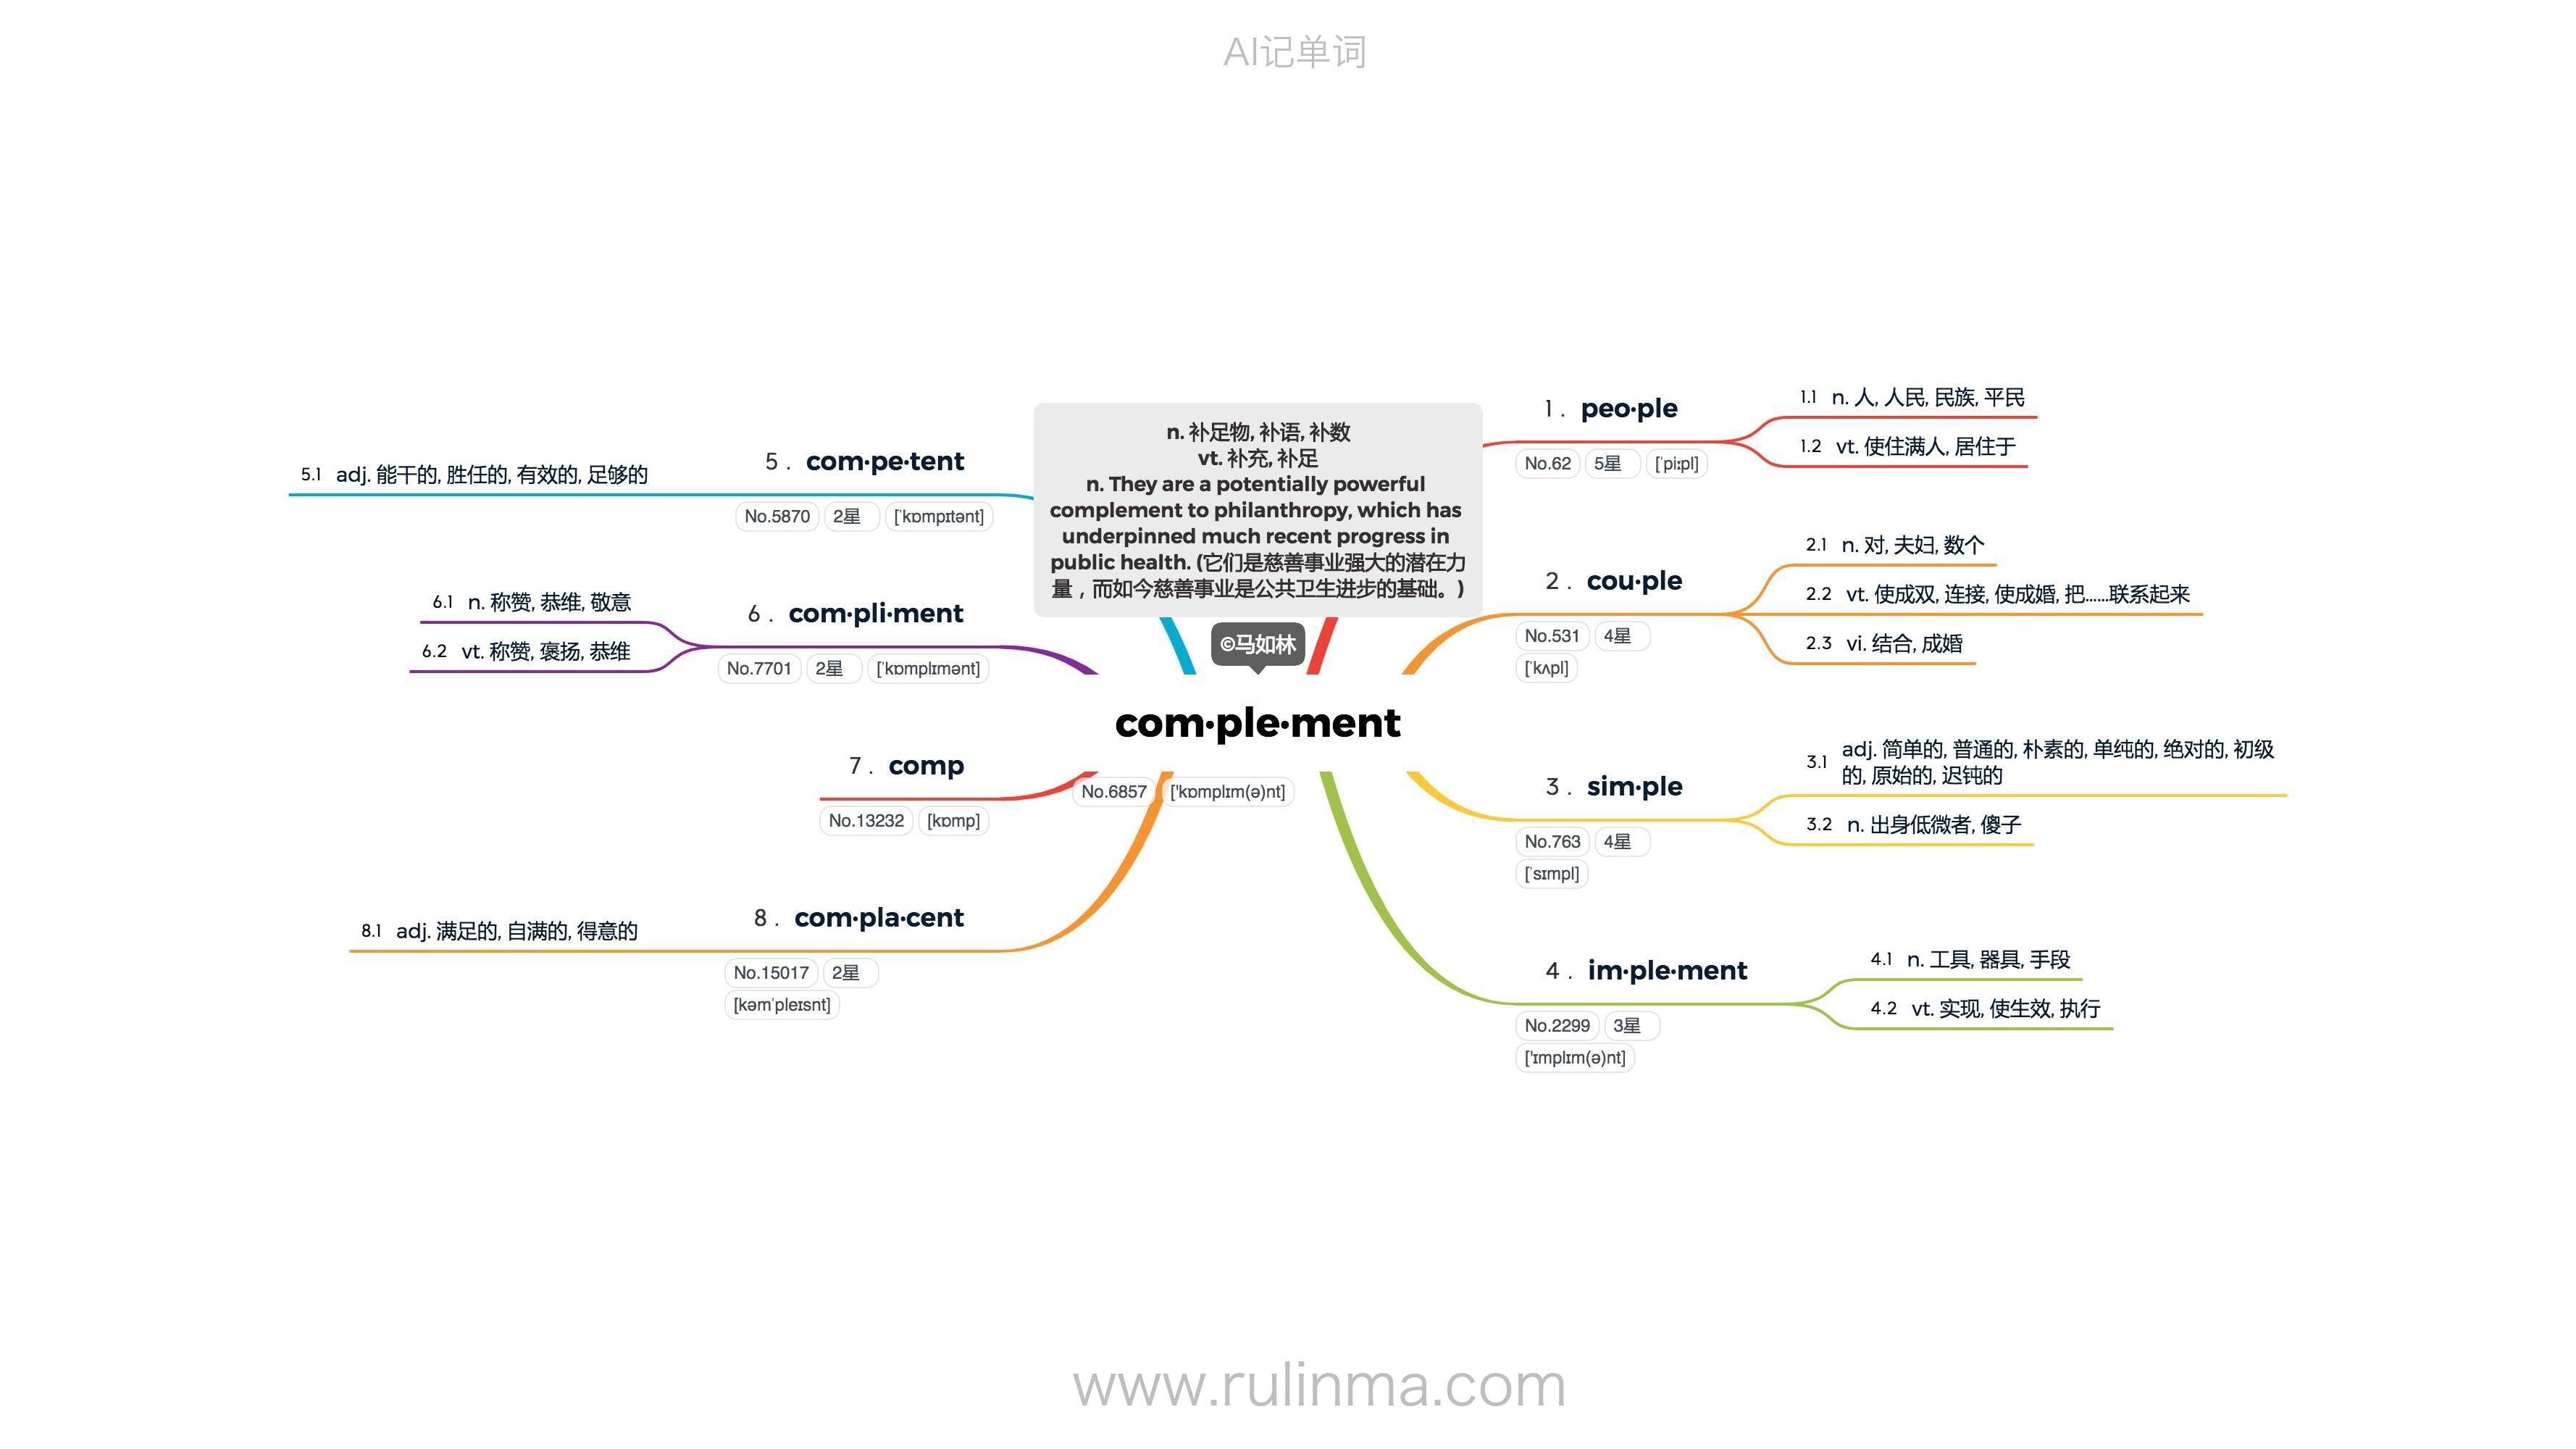 AI记单词
n. 补足物, 补语, 补数
vt. 补充, 补足
n. They are a potentially powerful
complement to philanthropy, which has
underpinned much recent progress in
public health. (它们是慈善事业强大的潜在力
量，而如今慈善事业是公共卫生进步的基础。)
©马如林
com·ple·ment
No.6857 ['kɒmplɪm(ə)nt]
1. peo·ple
No.62 5星 [ˈpiːpl]
1.1 n. 人, 人民, 民族, 平民
1.2 vt. 使住满人, 居住于
2. cou·ple
No.531 4星
[ˈkʌpl]
2.1 n. 对, 夫妇, 数个
2.2 vt. 使成双, 连接, 使成婚, 把……联系起来
2.3 vi. 结合, 成婚
3. sim·ple
No.763 4星
[ˈsɪmpl]
3.1 adj. 简单的, 普通的, 朴素的, 单纯的, 绝对的, 初级
的, 原始的, 迟钝的
3.2 n. 出身低微者, 傻子
4. im·ple·ment
No.2299 3星
['ɪmplɪm(ə)nt]
4.1 n. 工具, 器具, 手段
4.2 vt. 实现, 使生效, 执行
5. com·pe·tent
No.5870 2星 [ˈkɒmpɪtənt]
5.1 adj. 能干的, 胜任的, 有效的, 足够的
6. com·pli·ment
No.7701 2星 [ˈkɒmplɪmənt]
6.1 n. 称赞, 恭维, 敬意
6.2 vt. 称赞, 褒扬, 恭维
7. comp
No.13232 [kɒmp]
8. com·pla·cent
No.15017 2星
[kəmˈpleɪsnt]
8.1 adj. 满足的, 自满的, 得意的
www.rulinma.com